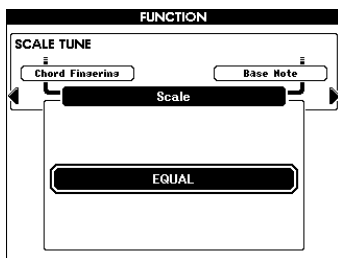 FUNCTION
SCALE TUNE
Chord Fingering Base Note
Scale
EQUAL